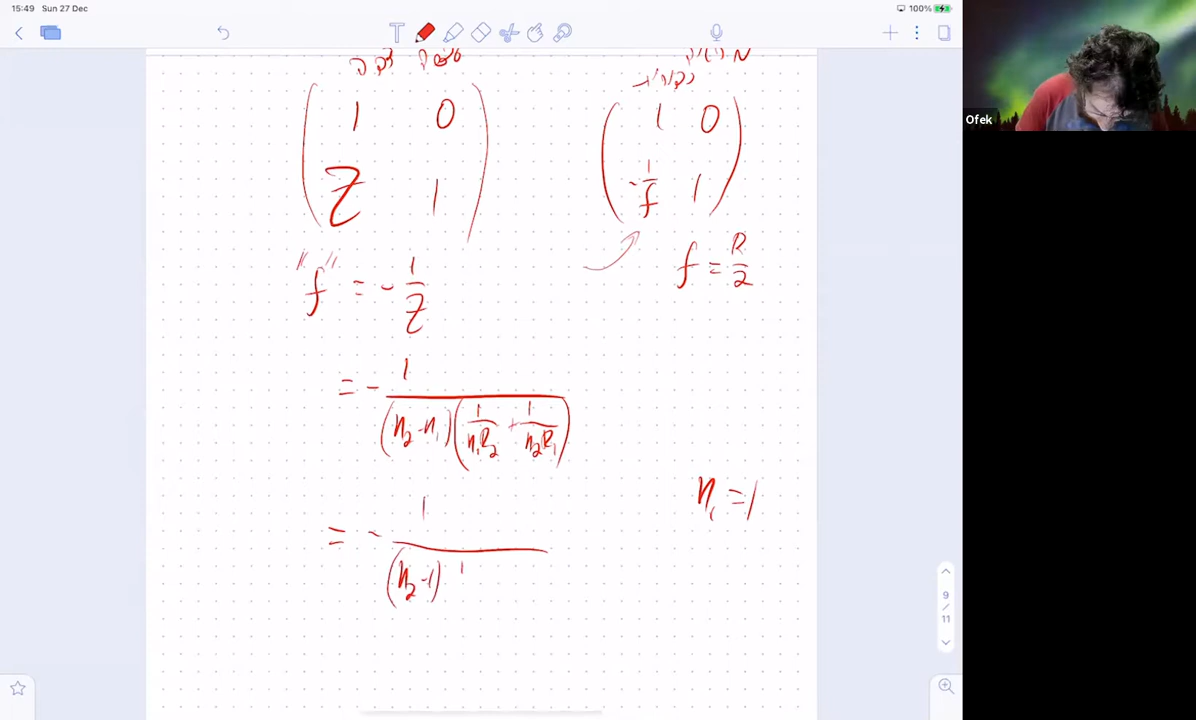 15:49 Sun 27 Dec
100%
T
Ofek
( 1 0
Z 1 )
( 1 0
-1/f 1 )
"f" = -1/Z
f = R/2
= -1/((n₂-n₁)(1/(n₁R₂) + 1/(n₂R₁)))
n₁ = 1
= -1/((n₂-1) 1
9
/
11